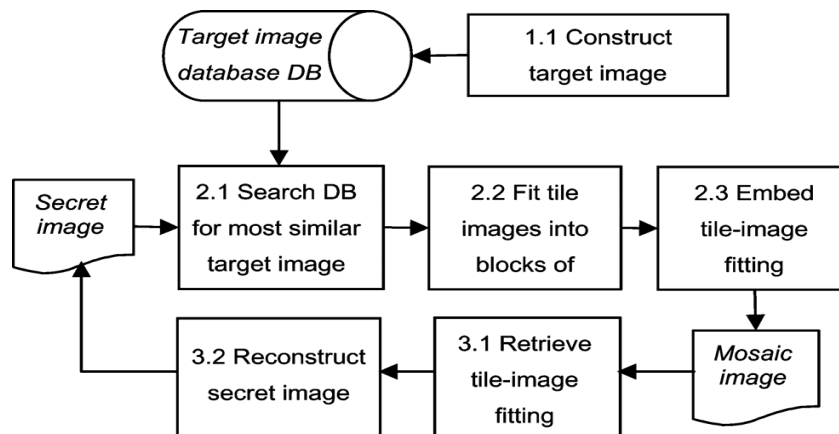 Target image
database DB
1.1 Construct
target image
Secret
image
2.1 Search DB
for most similar
target image
2.2 Fit tile
images into
blocks of
2.3 Embed
tile-image
fitting
3.2 Reconstruct
secret image
3.1 Retrieve
tile-image
fitting
Mosaic
image